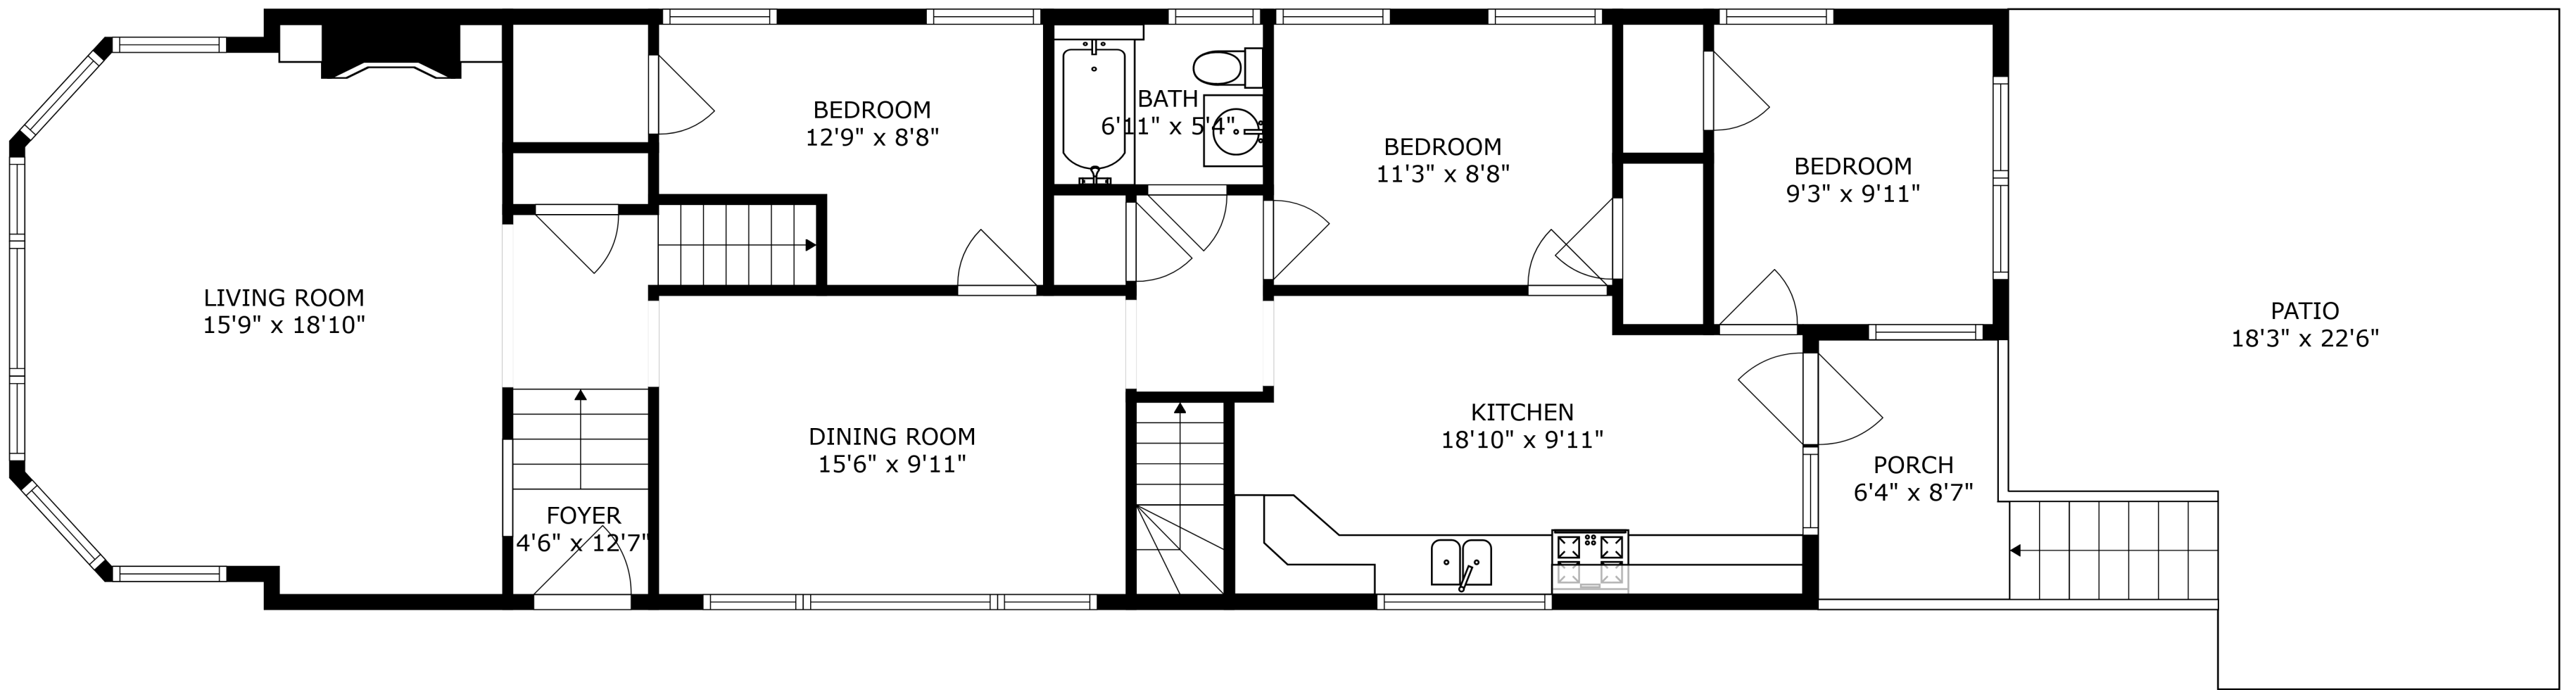 LIVING ROOM
15'9" x 18'10"
FOYER
4'6" x 12'7"
BEDROOM
12'9" x 8'8"
DINING ROOM
15'6" x 9'11"
BATH
6'11" x 5'4"
BEDROOM
11'3" x 8'8"
KITCHEN
18'10" x 9'11"
BEDROOM
9'3" x 9'11"
PORCH
6'4" x 8'7"
PATIO
18'3" x 22'6"